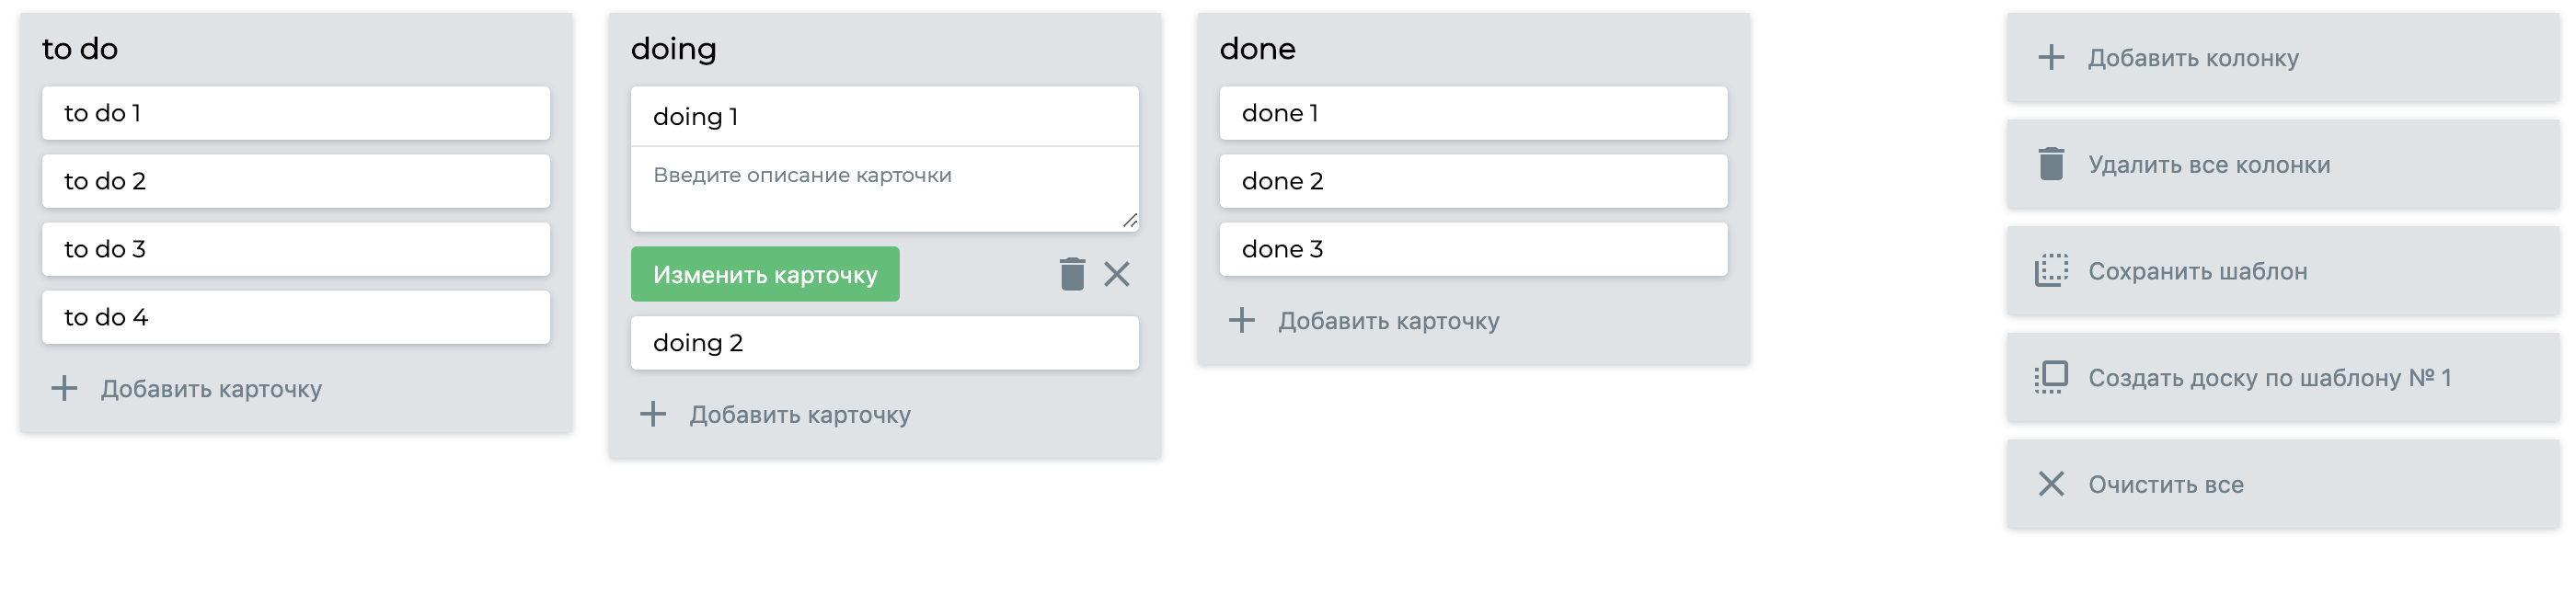 to do
to do 1
to do 2
to do 3
to do 4
Добавить карточку
doing
doing 1
Введите описание карточки
Изменить карточку
doing 2
Добавить карточку
done
done 1
done 2
done 3
Добавить карточку
Добавить колонку
Удалить все колонки
Сохранить шаблон
Создать доску по шаблону № 1
Очистить все